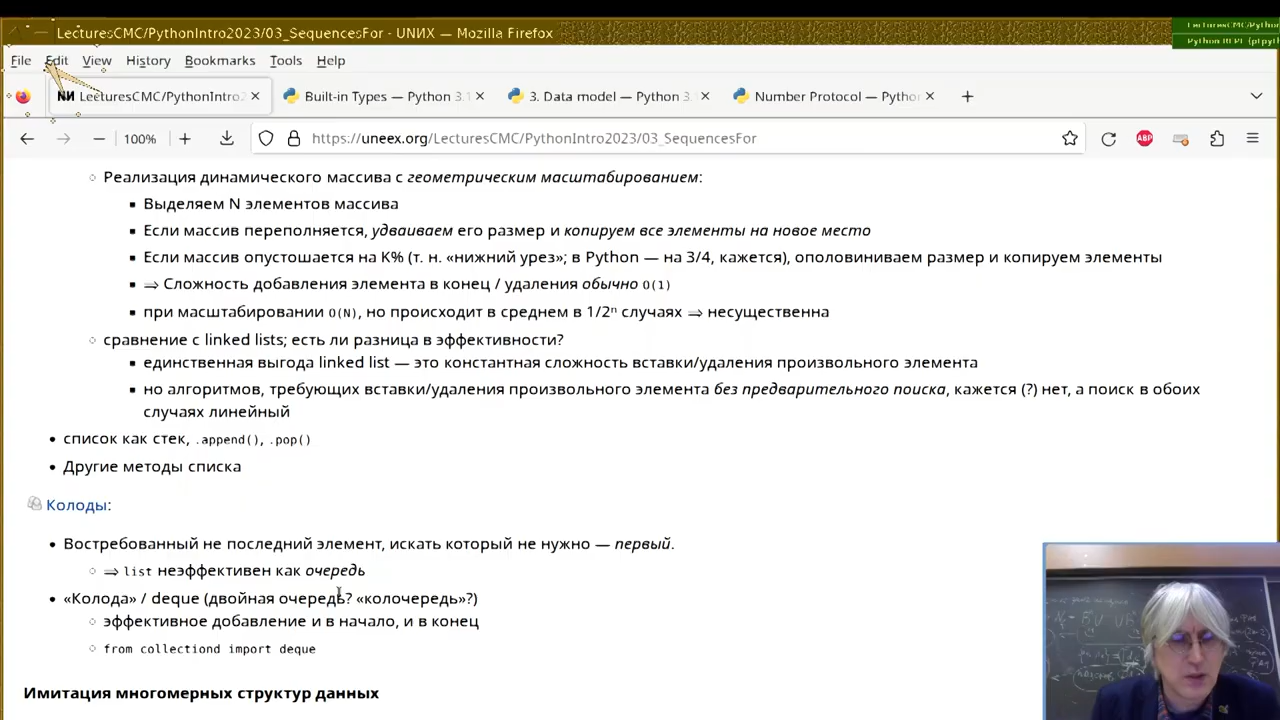 LecturesCMC/PythonIntro2023/03_SequencesFor - UNИX — Mozilla Firefox
LecturesCMC/Pytho
Python REPL (ptpyt
File Edit View History Bookmarks Tools Help
LecturesCMC/PythonIntro2
Built-in Types — Python 3.1
3. Data model — Python 3.
Number Protocol — Pytho
100%
https://uneex.org/LecturesCMC/PythonIntro2023/03_SequencesFor
Реализация динамического массива с геометрическим масштабированием:
Выделяем N элементов массива
Если массив переполняется, удваиваем его размер и копируем все элементы на новое место
Если массив опустошается на K% (т. н. «нижний урез»; в Python — на 3/4, кажется), ополовиниваем размер и копируем элементы
⇒ Сложность добавления элемента в конец / удаления обычно O(1)
при масштабировании O(N), но происходит в среднем в 1/2ⁿ случаях ⇒ несущественна
сравнение с linked lists; есть ли разница в эффективности?
единственная выгода linked list — это константная сложность вставки/удаления произвольного элемента
но алгоритмов, требующих вставки/удаления произвольного элемента без предварительного поиска, кажется (?) нет, а поиск в обоих
случаях линейный
список как стек, .append(), .pop()
Другие методы списка
Колоды:
Востребованный не последний элемент, искать который не нужно — первый.
⇒ list неэффективен как очередь
«Колода» / deque (двойная очередь? «колочередь»?)
эффективное добавление и в начало, и в конец
from collectiond import deque
Имитация многомерных структур данных